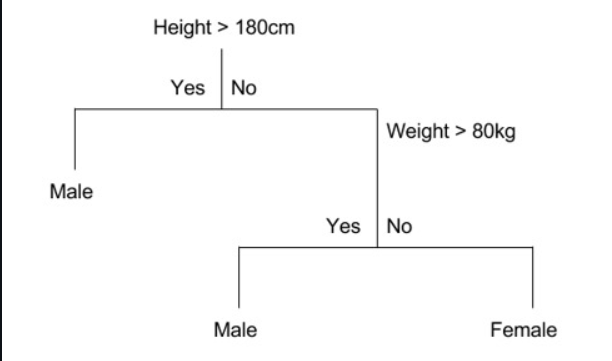 Height > 180cm
Yes No
Weight > 80kg
Male
Yes No
Male Female